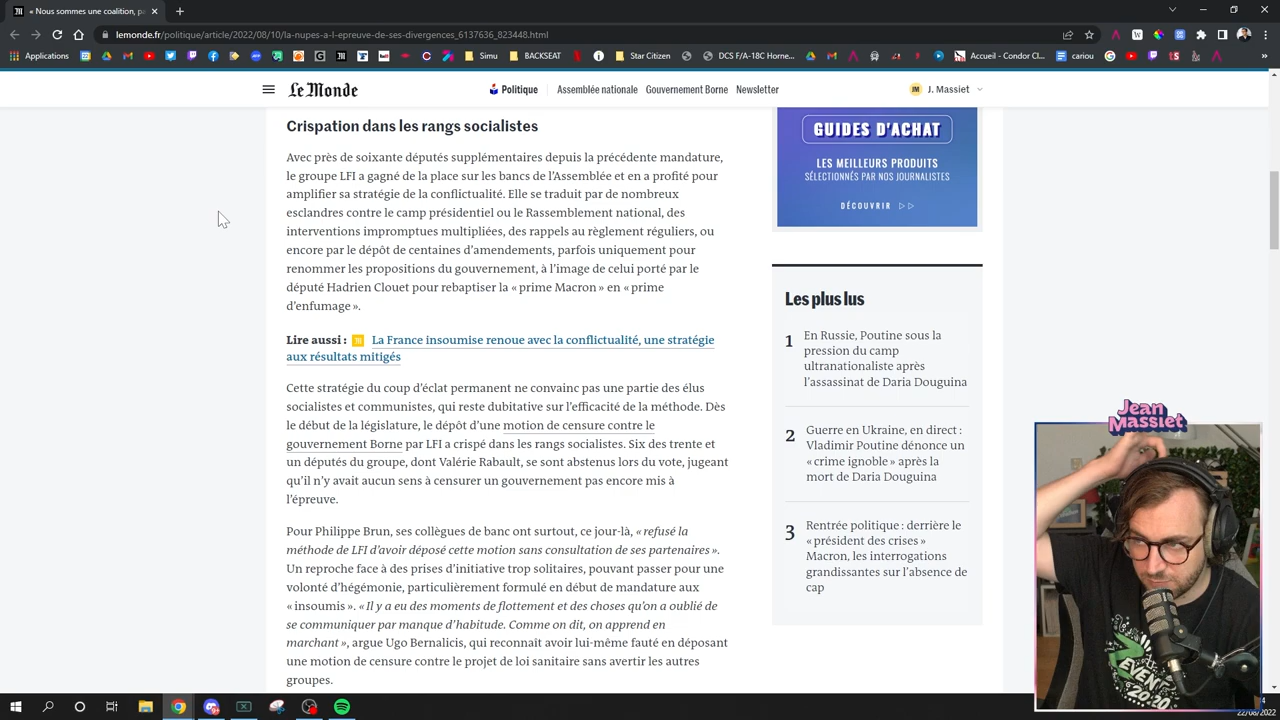 « Nous sommes une coalition, pa
lemonde.fr/politique/article/2022/08/10/la-nupes-a-l-epreuve-de-ses-divergences_6137636_823448.html
Applications
Simu
BACKSEAT
Star Citizen
DCS F/A-18C Horne...
Accueil - Condor Cl...
cariou
Le Monde
Politique
Assemblée nationale
Gouvernement Borne
Newsletter
JM
J. Massiet
Crispation dans les rangs socialistes
Avec près de soixante députés supplémentaires depuis la précédente mandature,
le groupe LFI a gagné de la place sur les bancs de l'Assemblée et en a profité pour
amplifier sa stratégie de la conflictualité. Elle se traduit par de nombreux
esclandres contre le camp présidentiel ou le Rassemblement national, des
interventions impromptues multipliées, des rappels au règlement réguliers, ou
encore par le dépôt de centaines d'amendements, parfois uniquement pour
renommer les propositions du gouvernement, à l'image de celui porté par le
député Hadrien Clouet pour rebaptiser la « prime Macron » en « prime
d'enfumage ».
Lire aussi : La France insoumise renoue avec la conflictualité, une stratégie
aux résultats mitigés
Cette stratégie du coup d'éclat permanent ne convainc pas une partie des élus
socialistes et communistes, qui reste dubitative sur l'efficacité de la méthode. Dès
le début de la législature, le dépôt d'une motion de censure contre le
gouvernement Borne par LFI a crispé dans les rangs socialistes. Six des trente et
un députés du groupe, dont Valérie Rabault, se sont abstenus lors du vote, jugeant
qu'il n'y avait aucun sens à censurer un gouvernement pas encore mis à
l'épreuve.
Pour Philippe Brun, ses collègues de banc ont surtout, ce jour-là, « refusé la
méthode de LFI d'avoir déposé cette motion sans consultation de ses partenaires ».
Un reproche face à des prises d'initiative trop solitaires, pouvant passer pour une
volonté d'hégémonie, particulièrement formulé en début de mandature aux
« insoumis ». « Il y a eu des moments de flottement et des choses qu'on a oublié de
se communiquer par manque d'habitude. Comme on dit, on apprend en
marchant », argue Ugo Bernalicis, qui reconnaît avoir lui-même fauté en déposant
une motion de censure contre le projet de loi sanitaire sans avertir les autres
groupes.
GUIDES D'ACHAT
LES MEILLEURS PRODUITS
SÉLECTIONNÉS PAR NOS JOURNALISTES
DÉCOUVRIR
Les plus lus
1
En Russie, Poutine sous la
pression du camp
ultranationaliste après
l'assassinat de Daria Douguina
2
Guerre en Ukraine, en direct :
Vladimir Poutine dénonce un
« crime ignoble » après la
mort de Daria Douguina
3
Rentrée politique : derrière le
« président des crises »
Macron, les interrogations
grandissantes sur l'absence de
cap
Jean
Massiet
ZEVENT
2020
22/08/2022